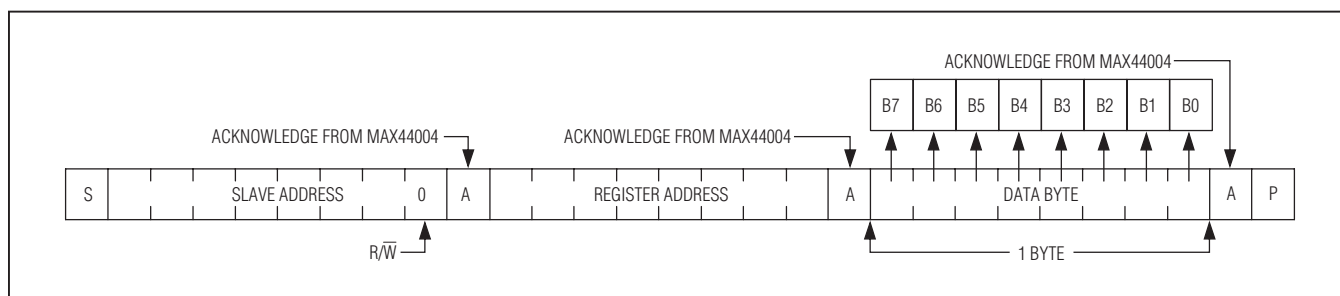 ACKNOWLEDGE FROM MAX44004
B7 B6 B5 B4 B3 B2 B1 B0
ACKNOWLEDGE FROM MAX44004 ACKNOWLEDGE FROM MAX44004
S SLAVE ADDRESS 0 A REGISTER ADDRESS A DATA BYTE A P
R/W̅ 1 BYTE